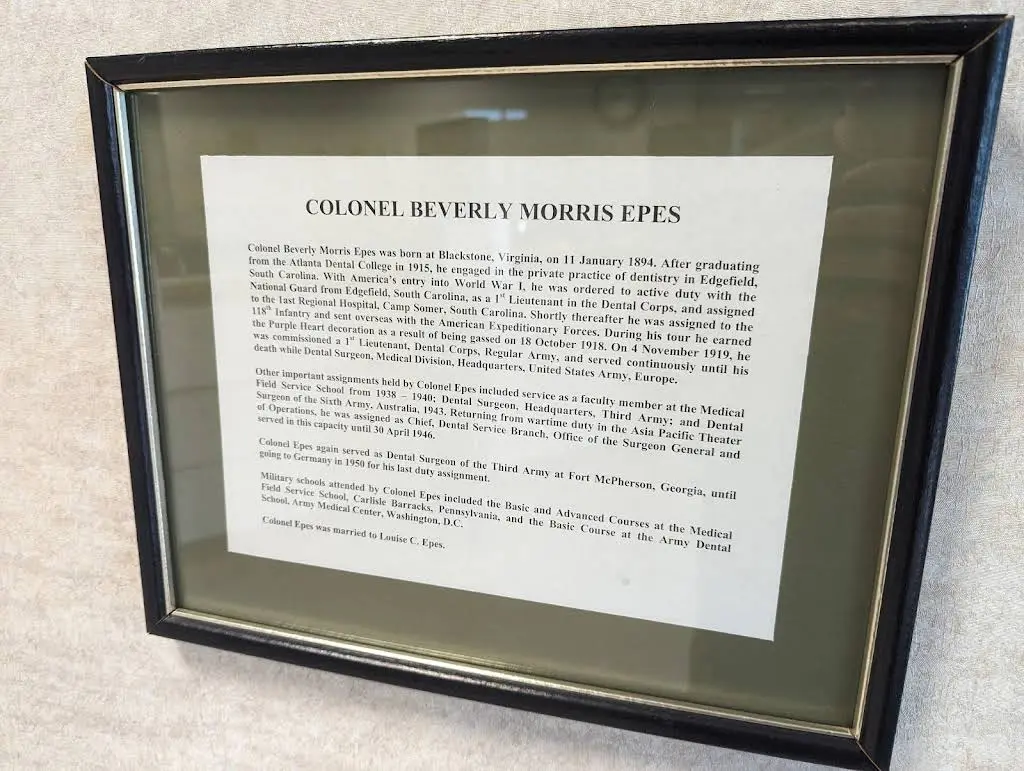 COLONEL BEVERLY MORRIS EPES
Colonel Beverly Morris Epes was born at Blackstone, Virginia, on 11 January 1894. After graduating
from the Atlanta Dental College in 1915, he engaged in the private practice of dentistry in Edgefield,
South Carolina. With America's entry into World War I, he was ordered to active duty with the
National Guard from Edgefield, South Carolina, as a 1st Lieutenant in the Dental Corps, and assigned
to the 1ast Regional Hospital, Camp Somer, South Carolina. Shortly thereafter he was assigned to the
118th Infantry and sent overseas with the American Expeditionary Forces. During his tour he earned
the Purple Heart decoration as a result of being gassed on 18 October 1918. On 4 November 1919, he
was commissioned a 1st Lieutenant, Dental Corps, Regular Army, and served continuously until his
death while Dental Surgeon, Medical Division, Headquarters, United States Army, Europe.
Other important assignments held by Colonel Epes included service as a faculty member at the Medical
Field Service School from 1938 – 1940; Dental Surgeon, Headquarters, Third Army; and Dental
Surgeon of the Sixth Army, Australia, 1943. Returning from wartime duty in the Asia Pacific Theater
of Operations, he was assigned as Chief, Dental Service Branch, Office of the Surgeon General and
served in this capacity until 30 April 1946.
Colonel Epes again served as Dental Surgeon of the Third Army at Fort McPherson, Georgia, until
going to Germany in 1950 for his last duty assignment.
Military schools attended by Colonel Epes included the Basic and Advanced Courses at the Medical
Field Service School, Carlisle Barracks, Pennsylvania, and the Basic Course at the Army Dental
School, Army Medical Center, Washington, D.C.
Colonel Epes was married to Louise C. Epes.